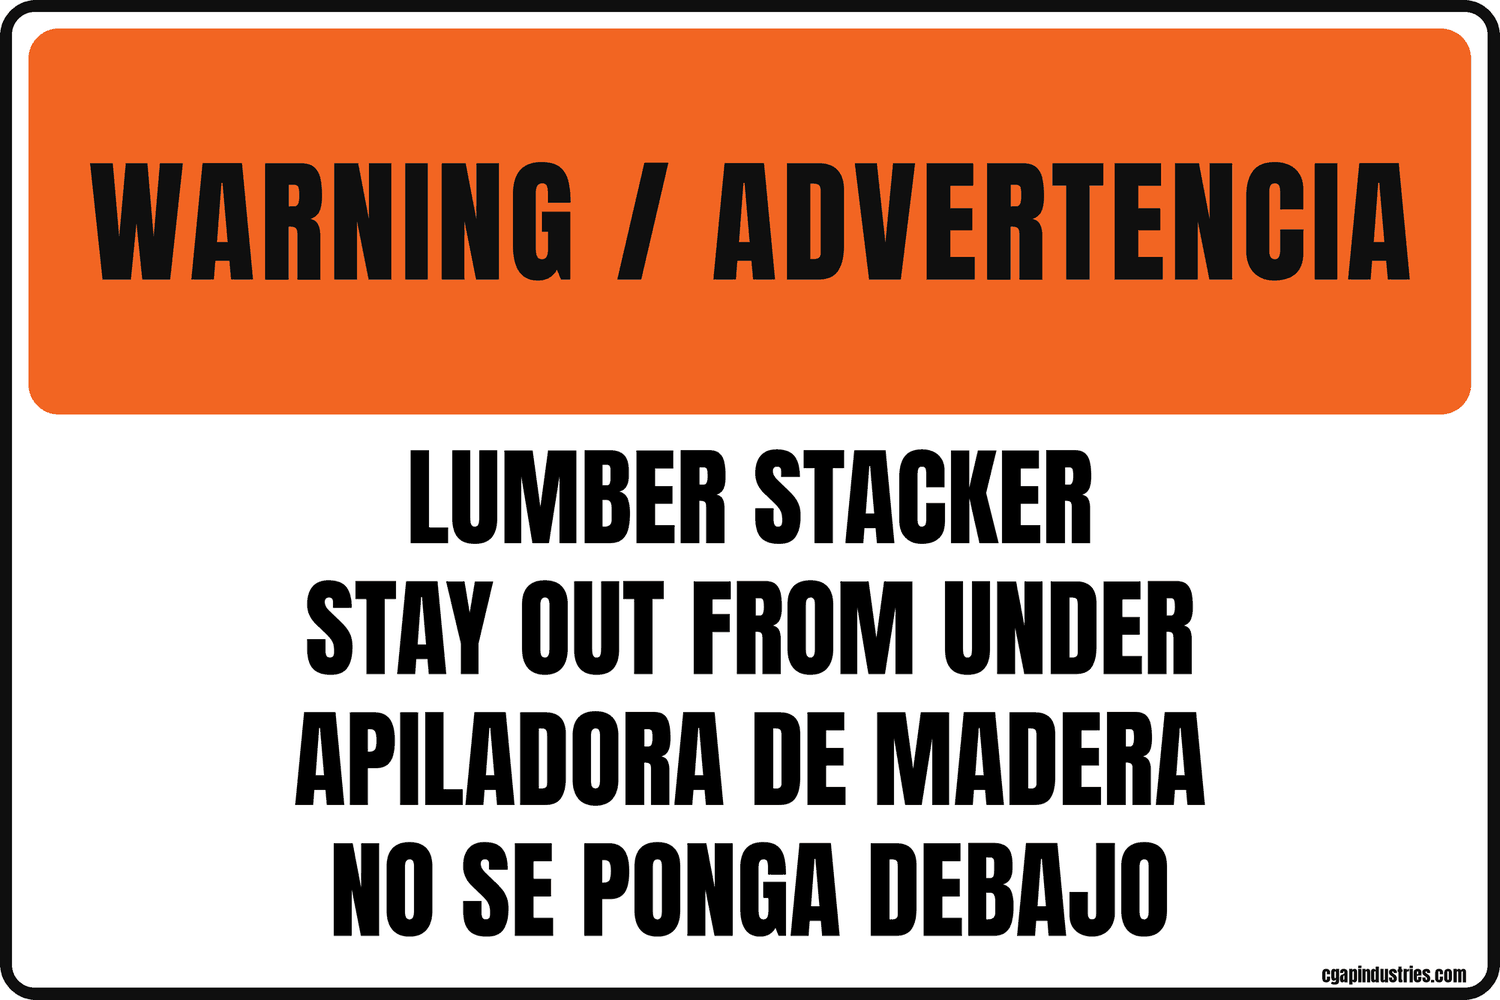 WARNING / ADVERTENCIA
LUMBER STACKER
STAY OUT FROM UNDER
APILADORA DE MADERA
NO SE PONGA DEBAJO
cgapindustries.com